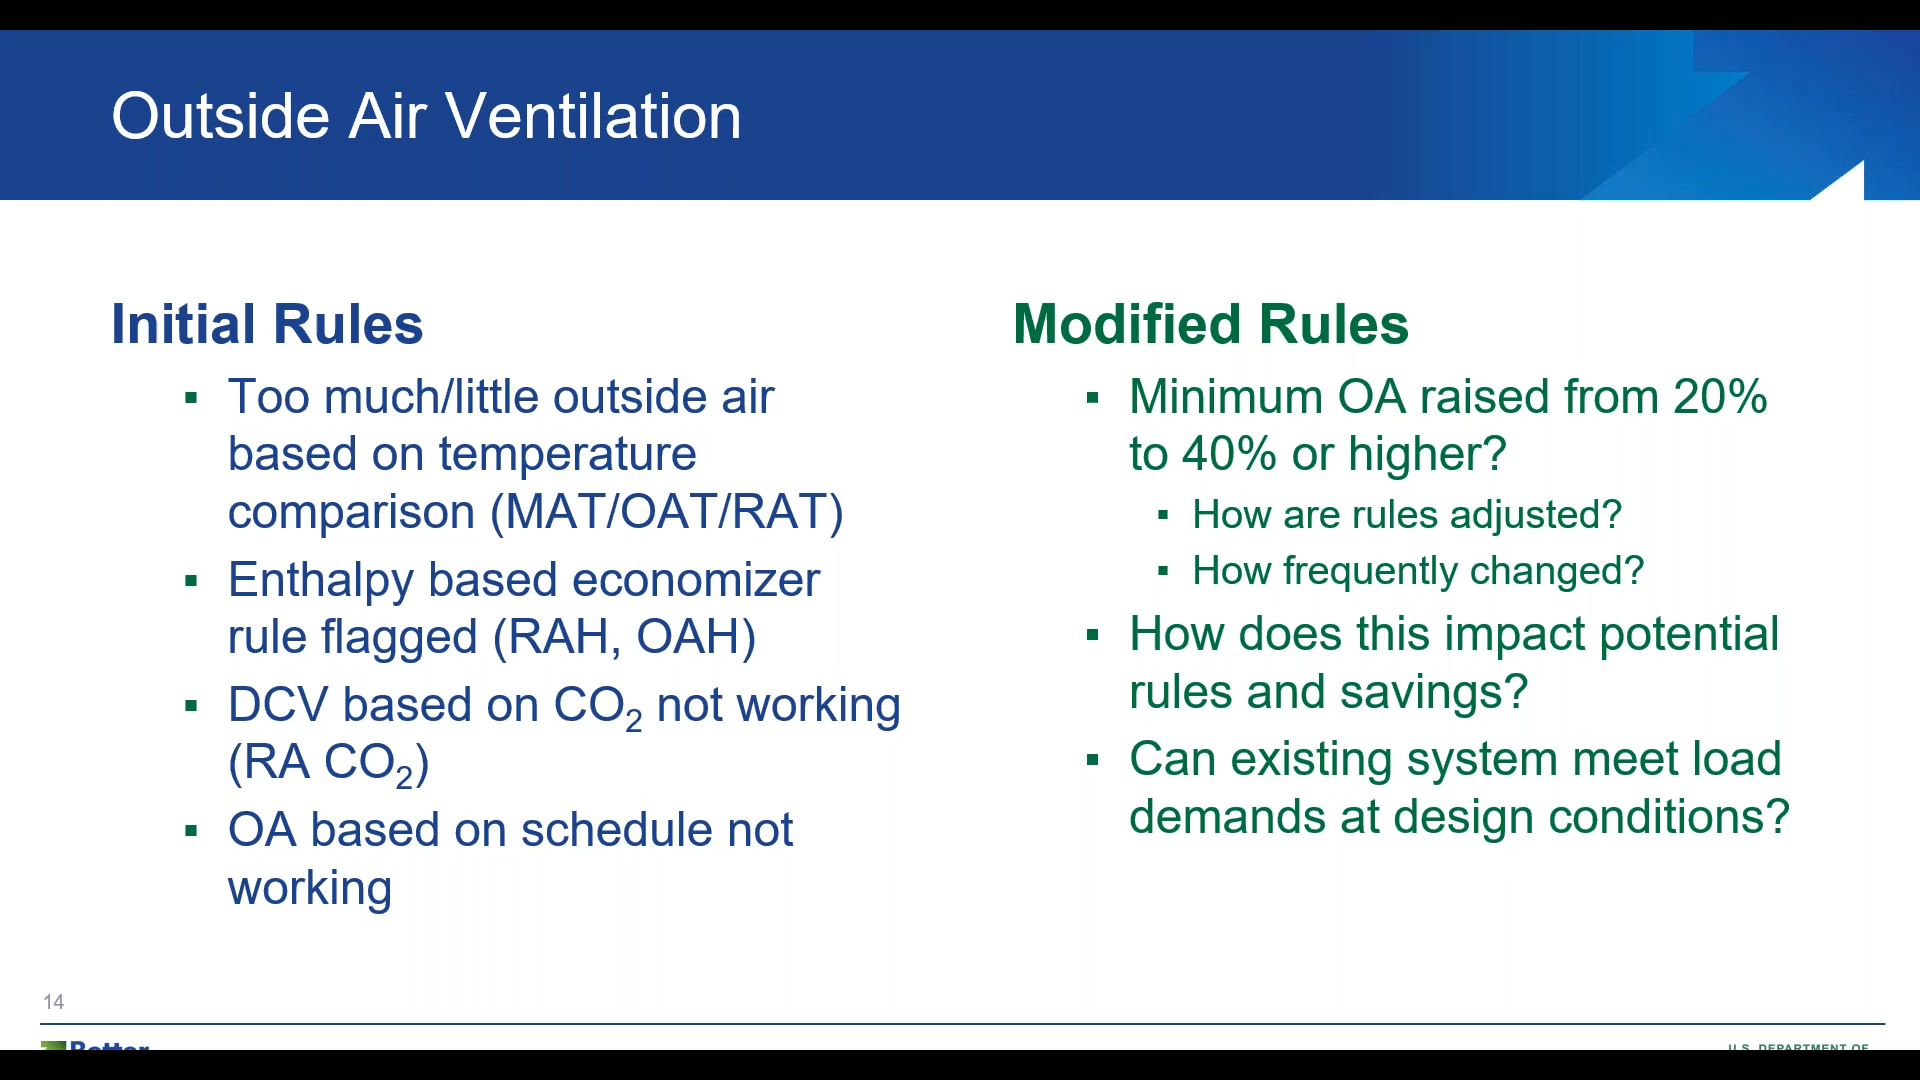 Outside Air Ventilation
Initial Rules
▪ Too much/little outside air
based on temperature
comparison (MAT/OAT/RAT)
▪ Enthalpy based economizer
rule flagged (RAH, OAH)
▪ DCV based on CO₂ not working
(RA CO₂)
▪ OA based on schedule not
working
Modified Rules
▪ Minimum OA raised from 20%
to 40% or higher?
▪ How are rules adjusted?
▪ How frequently changed?
▪ How does this impact potential
rules and savings?
▪ Can existing system meet load
demands at design conditions?
14
Better
U.S. DEPARTMENT OF